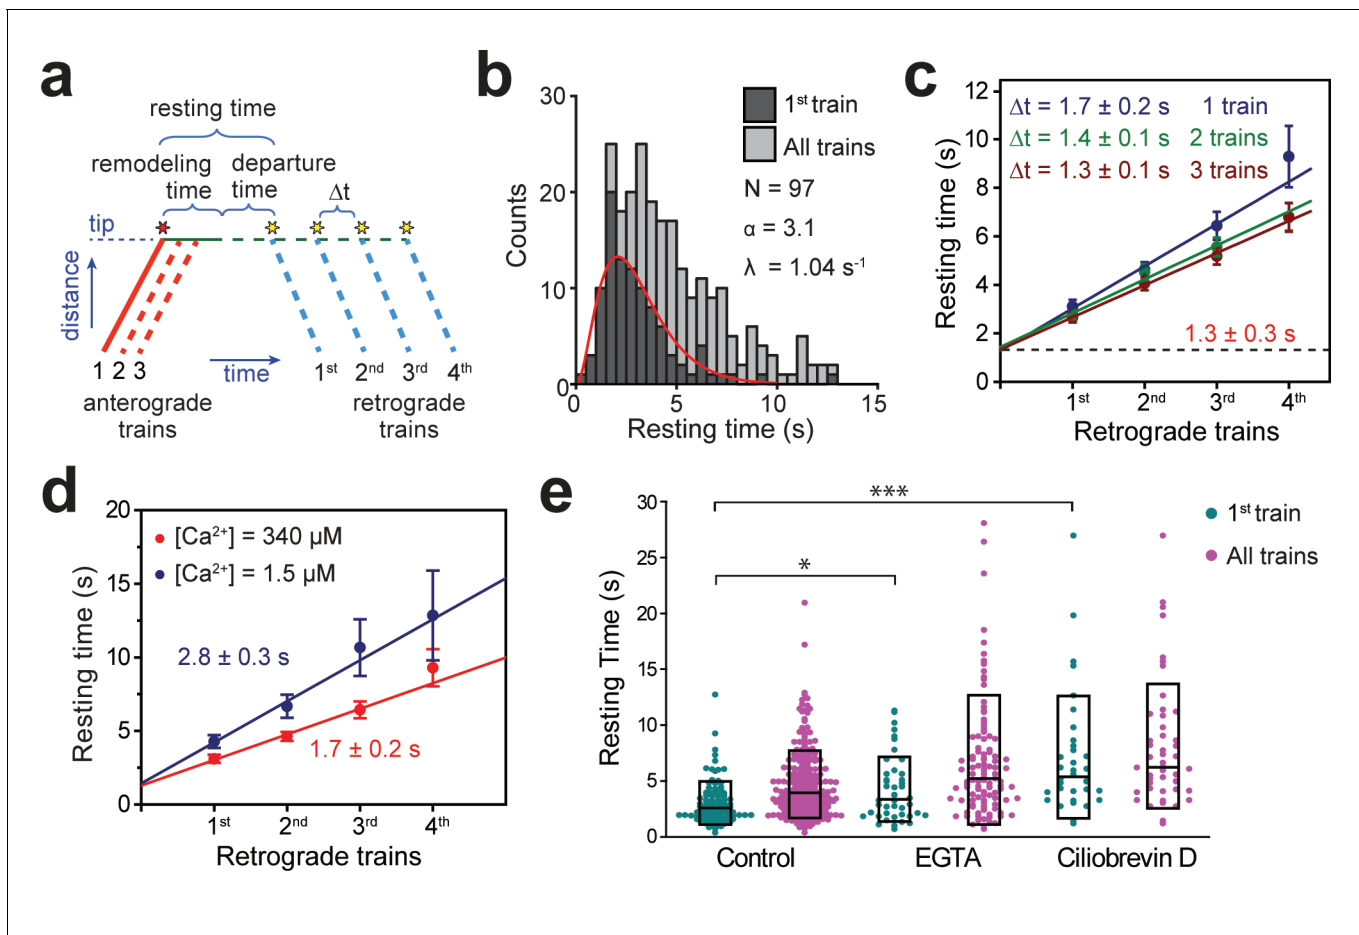 a
resting time
remodeling
time
departure
time
Δt
tip
distance
1
2
3
time
1st
2nd
3rd
4th
anterograde
trains
retrograde
trains
b
Counts
30
20
10
0
1st train
All trains
N = 97
α = 3.1
λ = 1.04 s-1
0
5
10
15
Resting time (s)
c
Resting time (s)
12
10
8
6
4
2
0
Δt = 1.7 ± 0.2 s 1 train
Δt = 1.4 ± 0.1 s 2 trains
Δt = 1.3 ± 0.1 s 3 trains
1.3 ± 0.3 s
1st
2nd
3rd
4th
Retrograde trains
d
Resting time (s)
20
15
10
5
0
[Ca2+] = 340 μM
[Ca2+] = 1.5 μM
2.8 ± 0.3 s
1.7 ± 0.2 s
1st
2nd
3rd
4th
Retrograde trains
e
Resting Time (s)
30
25
20
15
10
5
0
***
*
1st train
All trains
Control
EGTA
Ciliobrevin D